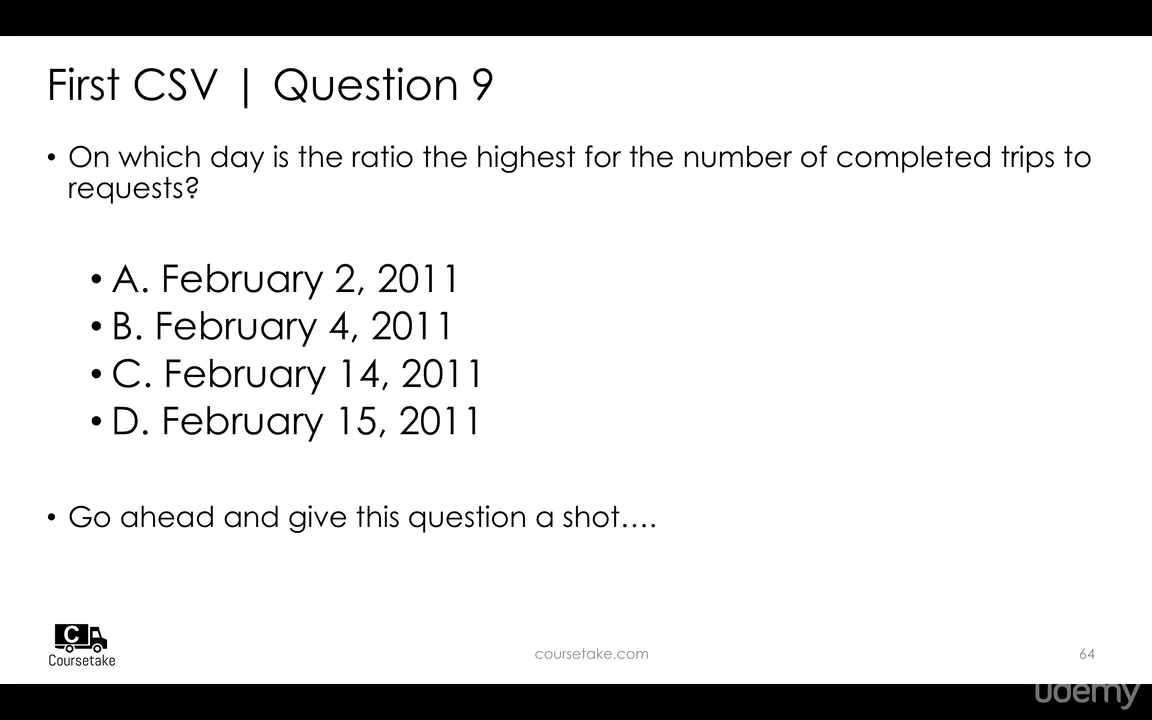 First CSV | Question 9
• On which day is the ratio the highest for the number of completed trips to
requests?
• A. February 2, 2011
• B. February 4, 2011
• C. February 14, 2011
• D. February 15, 2011
• Go ahead and give this question a shot....
C
Coursetake
coursetake.com
64
udemy